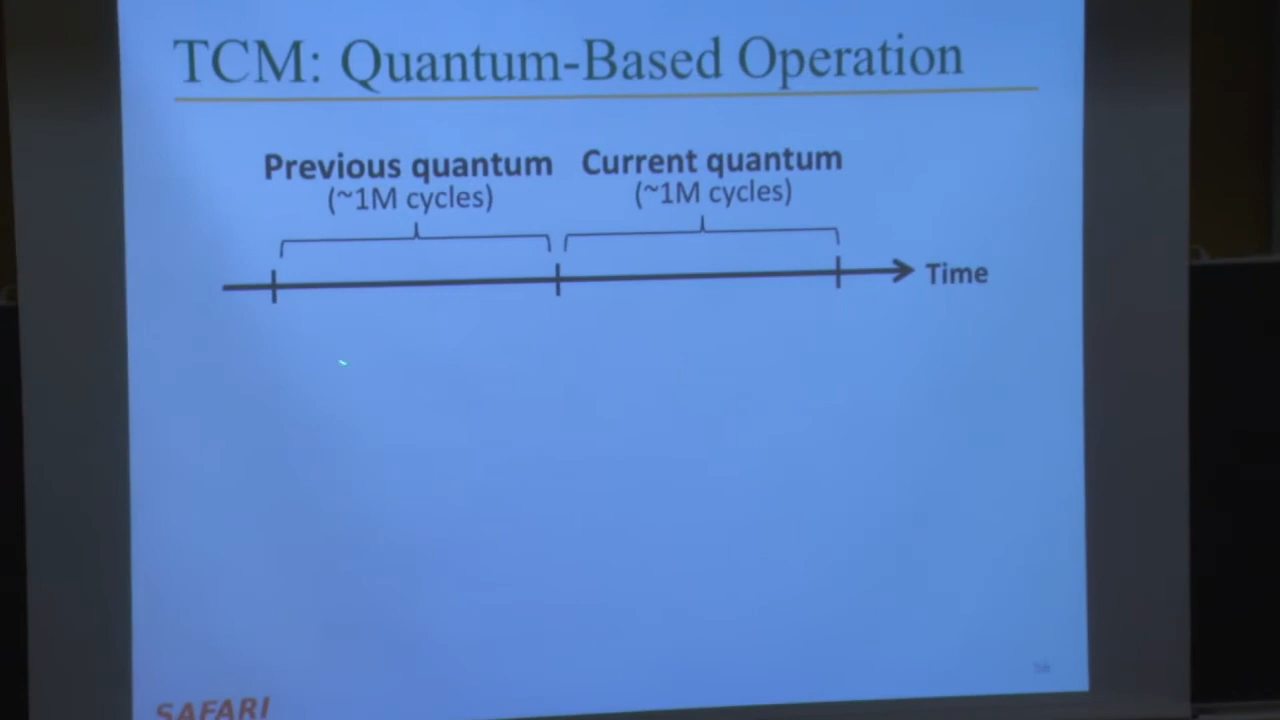 TCM: Quantum-Based Operation
Previous quantum Current quantum
(~1M cycles) (~1M cycles)
Time
SAFARI